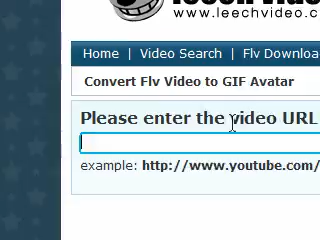 www.leechvideo.c
Home | Video Search | Flv Downloa
Convert Flv Video to GIF Avatar
Please enter the video URL
example: http://www.youtube.com/